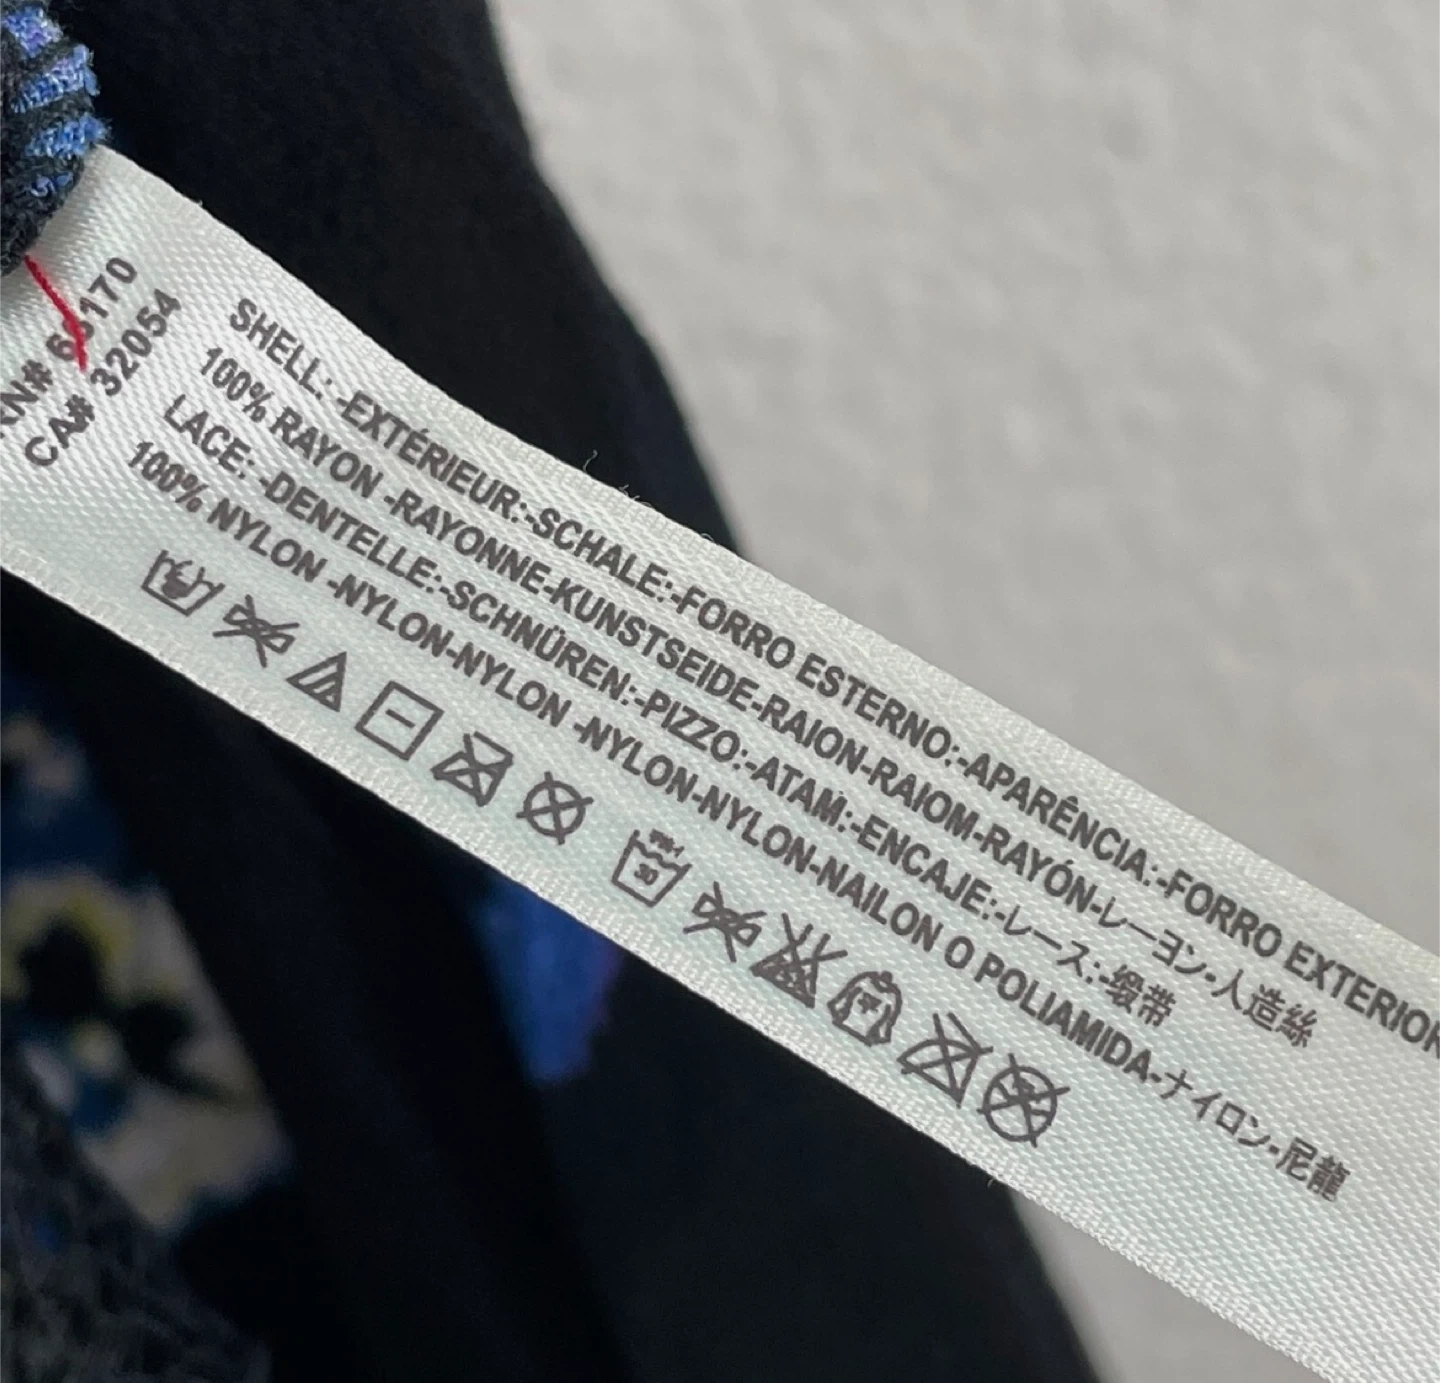 CA# 32054
SHELL: -EXTÉRIEUR:-SCHALE:-FORRO ESTERNO:-APARÊNCIA:-FORRO EXTERIOR
100% RAYON -RAYONNE-KUNSTSEIDE-RAION-RAIOM-RAYÓN-レーヨン-人造絲
LACE: -DENTELLE:-SCHNÜREN:-PIZZO:-ATAM:-ENCAJE:-レース:-緞帶
100% NYLON -NYLON-NYLON -NYLON-NYLON-NAILON O POLIAMIDA-ナイロン-尼龍
30